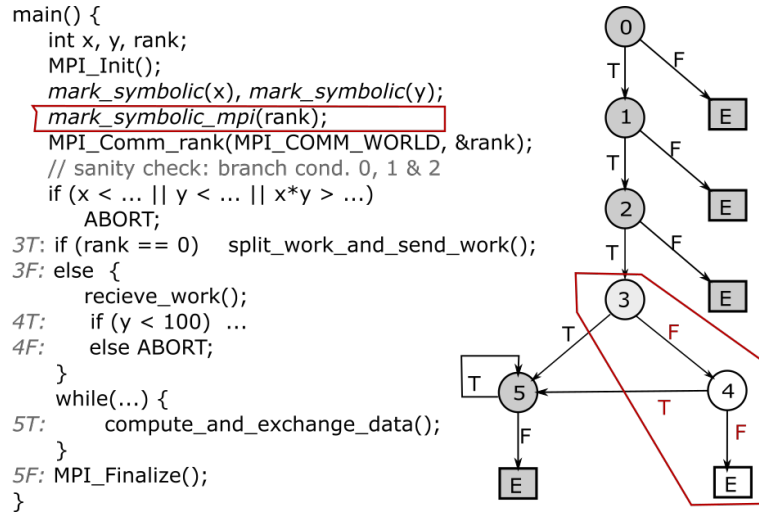 main() {
int x, y, rank;
MPI_Init();
mark_symbolic(x), mark_symbolic(y);
mark_symbolic_mpi(rank);
MPI_Comm_rank(MPI_COMM_WORLD, &rank);
// sanity check: branch cond. 0, 1 & 2
if (x < ... || y < ... || x*y > ...)
ABORT;
3T: if (rank == 0) split_work_and_send_work();
3F: else {
recieve_work();
4T: if (y < 100) ...
4F: else ABORT;
}
while(...) {
5T: compute_and_exchange_data();
}
5F: MPI_Finalize();
}
0
T F
E
1
T F
E
2
T F
E
3
T F
T 5 4
T
F F
E E